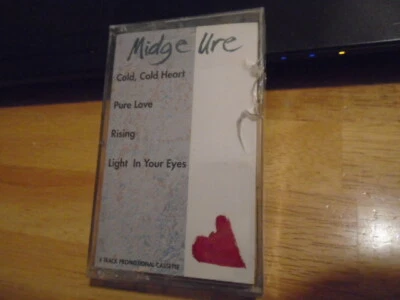 Midge Ure
Cold, Cold Heart
Pure Love
Rising
Light In Your Eyes
4 TRACK PROMOTIONAL CASSETTE